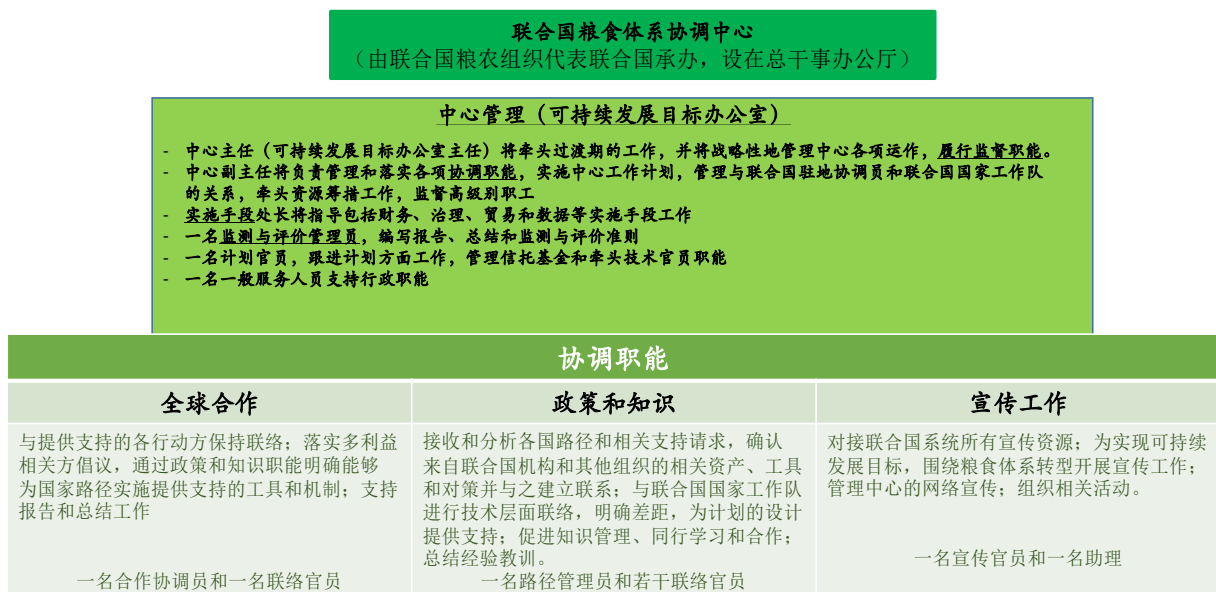 联合国粮食体系协调中心
（由联合国粮农组织代表联合国承办，设在总干事办公厅）
中心管理（可持续发展目标办公室）
- 中心主任（可持续发展目标办公室主任）将牵头过渡期的工作，并将战略性地管理中心各项运作，履行监督职能。
- 中心副主任将负责管理和落实各项协调职能，实施中心工作计划，管理与联合国驻地协调员和联合国国家工作队
的关系，牵头资源筹措工作，监督高级别职工
- 实施手段处长将指导包括财务、治理、贸易和数据等实施手段工作
- 一名监测与评价管理员，编写报告、总结和监测与评价准则
- 一名计划官员，跟进计划方面工作，管理信托基金和牵头技术官员职能
- 一名一般服务人员支持行政职能
协调职能
全球合作
与提供支持的各行动方保持联络；落实多利益
相关方倡议，通过政策和知识职能明确能够
为国家路径实施提供支持的工具和机制；支持
报告和总结工作
一名合作协调员和一名联络官员
政策和知识
接收和分析各国路径和相关支持请求，确认
来自联合国机构和其他组织的相关资产、工具
和对策并与之建立联系；与联合国国家工作队
进行技术层面联络，明确差距，为计划的设计
提供支持；促进知识管理、同行学习和合作；
总结经验教训。
一名路径管理员和若干联络官员
宣传工作
对接联合国系统所有宣传资源；为实现可持续
发展目标，围绕粮食体系转型开展宣传工作；
管理中心的网络宣传；组织相关活动。
一名宣传官员和一名助理